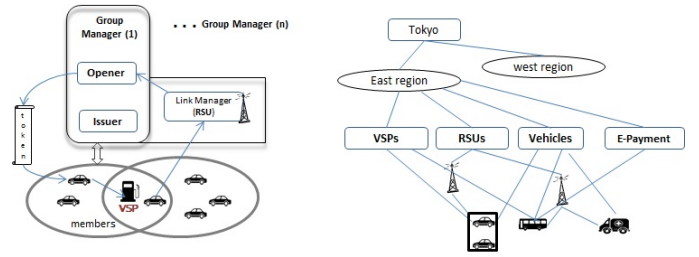 Group
Manager (1)
• • • Group Manager (n)
Opener
Link Manager
(RSU)
Issuer
token
VSP
members
Tokyo
west region
East region
VSPs
RSUs
Vehicles
E-Payment